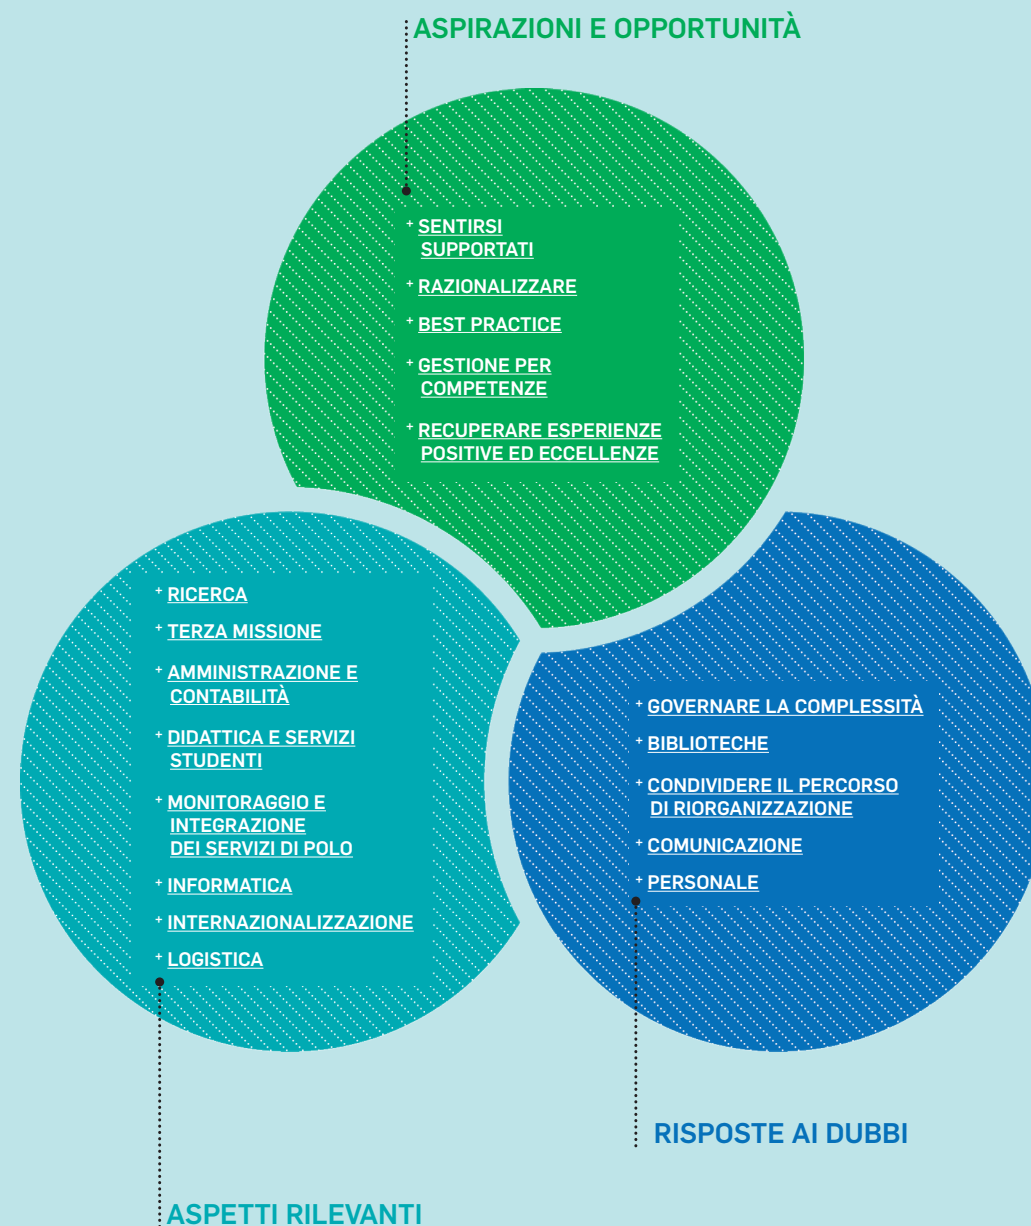 ASPIRAZIONI E OPPORTUNITÀ
+ SENTIRSI
SUPPORTATI
+ RAZIONALIZZARE
+ BEST PRACTICE
+ GESTIONE PER
COMPETENZE
+ RECUPERARE ESPERIENZE
POSITIVE ED ECCELLENZE
+ RICERCA
+ TERZA MISSIONE
+ AMMINISTRAZIONE E
CONTABILITÀ
+ DIDATTICA E SERVIZI
STUDENTI
+ MONITORAGGIO E
INTEGRAZIONE
DEI SERVIZI DI POLO
+ INFORMATICA
+ INTERNAZIONALIZZAZIONE
+ LOGISTICA
+ GOVERNARE LA COMPLESSITÀ
+ BIBLIOTECHE
+ CONDIVIDERE IL PERCORSO
DI RIORGANIZZAZIONE
+ COMUNICAZIONE
+ PERSONALE
RISPOSTE AI DUBBI
ASPETTI RILEVANTI